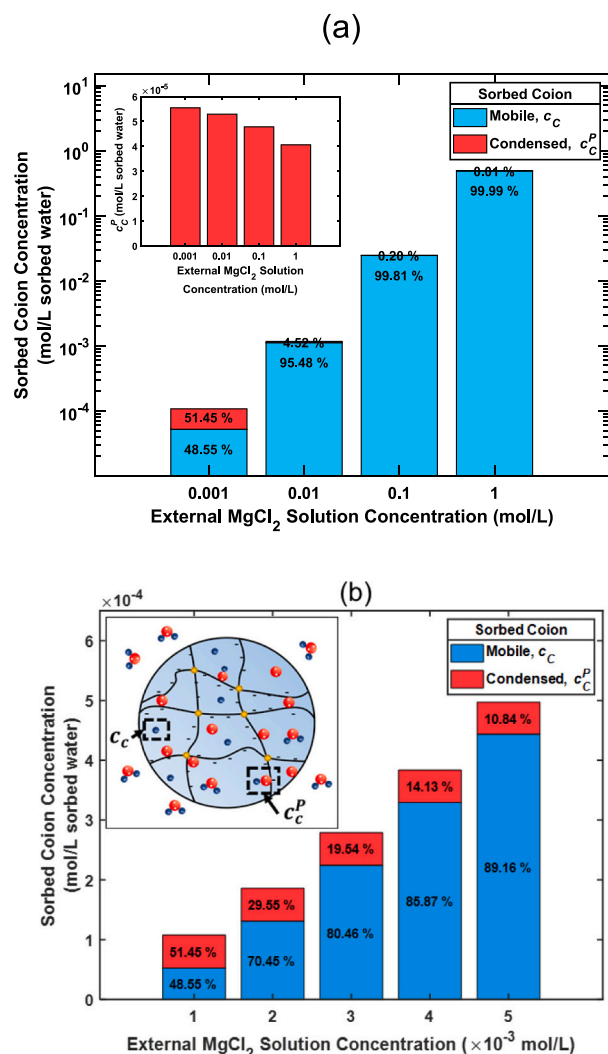 (a)
Sorbed Coion Concentration
(mol/L sorbed water)
10^1
10^0
10^-1
10^-2
10^-3
10^-4
×10^-5
6
5
4
3
2
1
0
c_C^P (mol/L sorbed water)
0.001 0.01 0.1 1
External MgCl₂ Solution
Concentration (mol/L)
Sorbed Coion
Mobile, c_C
Condensed, c_C^P
0.01 %
99.99 %
0.20 %
99.81 %
4.52 %
95.48 %
51.45 %
48.55 %
0.001 0.01 0.1 1
External MgCl₂ Solution Concentration (mol/L)
(b)
×10^-4
Sorbed Coion Concentration
(mol/L sorbed water)
6
5
4
3
2
1
0
c_C
c_C^P
Sorbed Coion
Mobile, c_C
Condensed, c_C^P
51.45 %
48.55 %
29.55 %
70.45 %
19.54 %
80.46 %
14.13 %
85.87 %
10.84 %
89.16 %
1 2 3 4 5
External MgCl₂ Solution Concentration (×10^-3 mol/L)